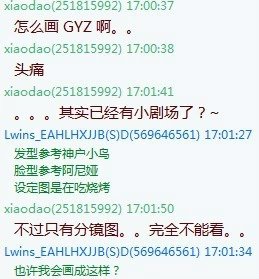 xiaodao(251815992) 17:00:37
怎么画 GYZ 啊。。
xiaodao(251815992) 17:00:38
头痛
xiaodao(251815992) 17:01:41
。。。其实已经有小剧场了？~
Lwins_EAHLHXJJB(S)D(569646561) 17:01:27
发型参考神户小鸟
脸型参考阿尼娅
设定图是在吃烧烤
xiaodao(251815992) 17:01:50
不过只有分镜图。。完全不能看。。
Lwins_EAHLHXJJB(S)D(569646561) 17:01:34
也许我会画成这样？